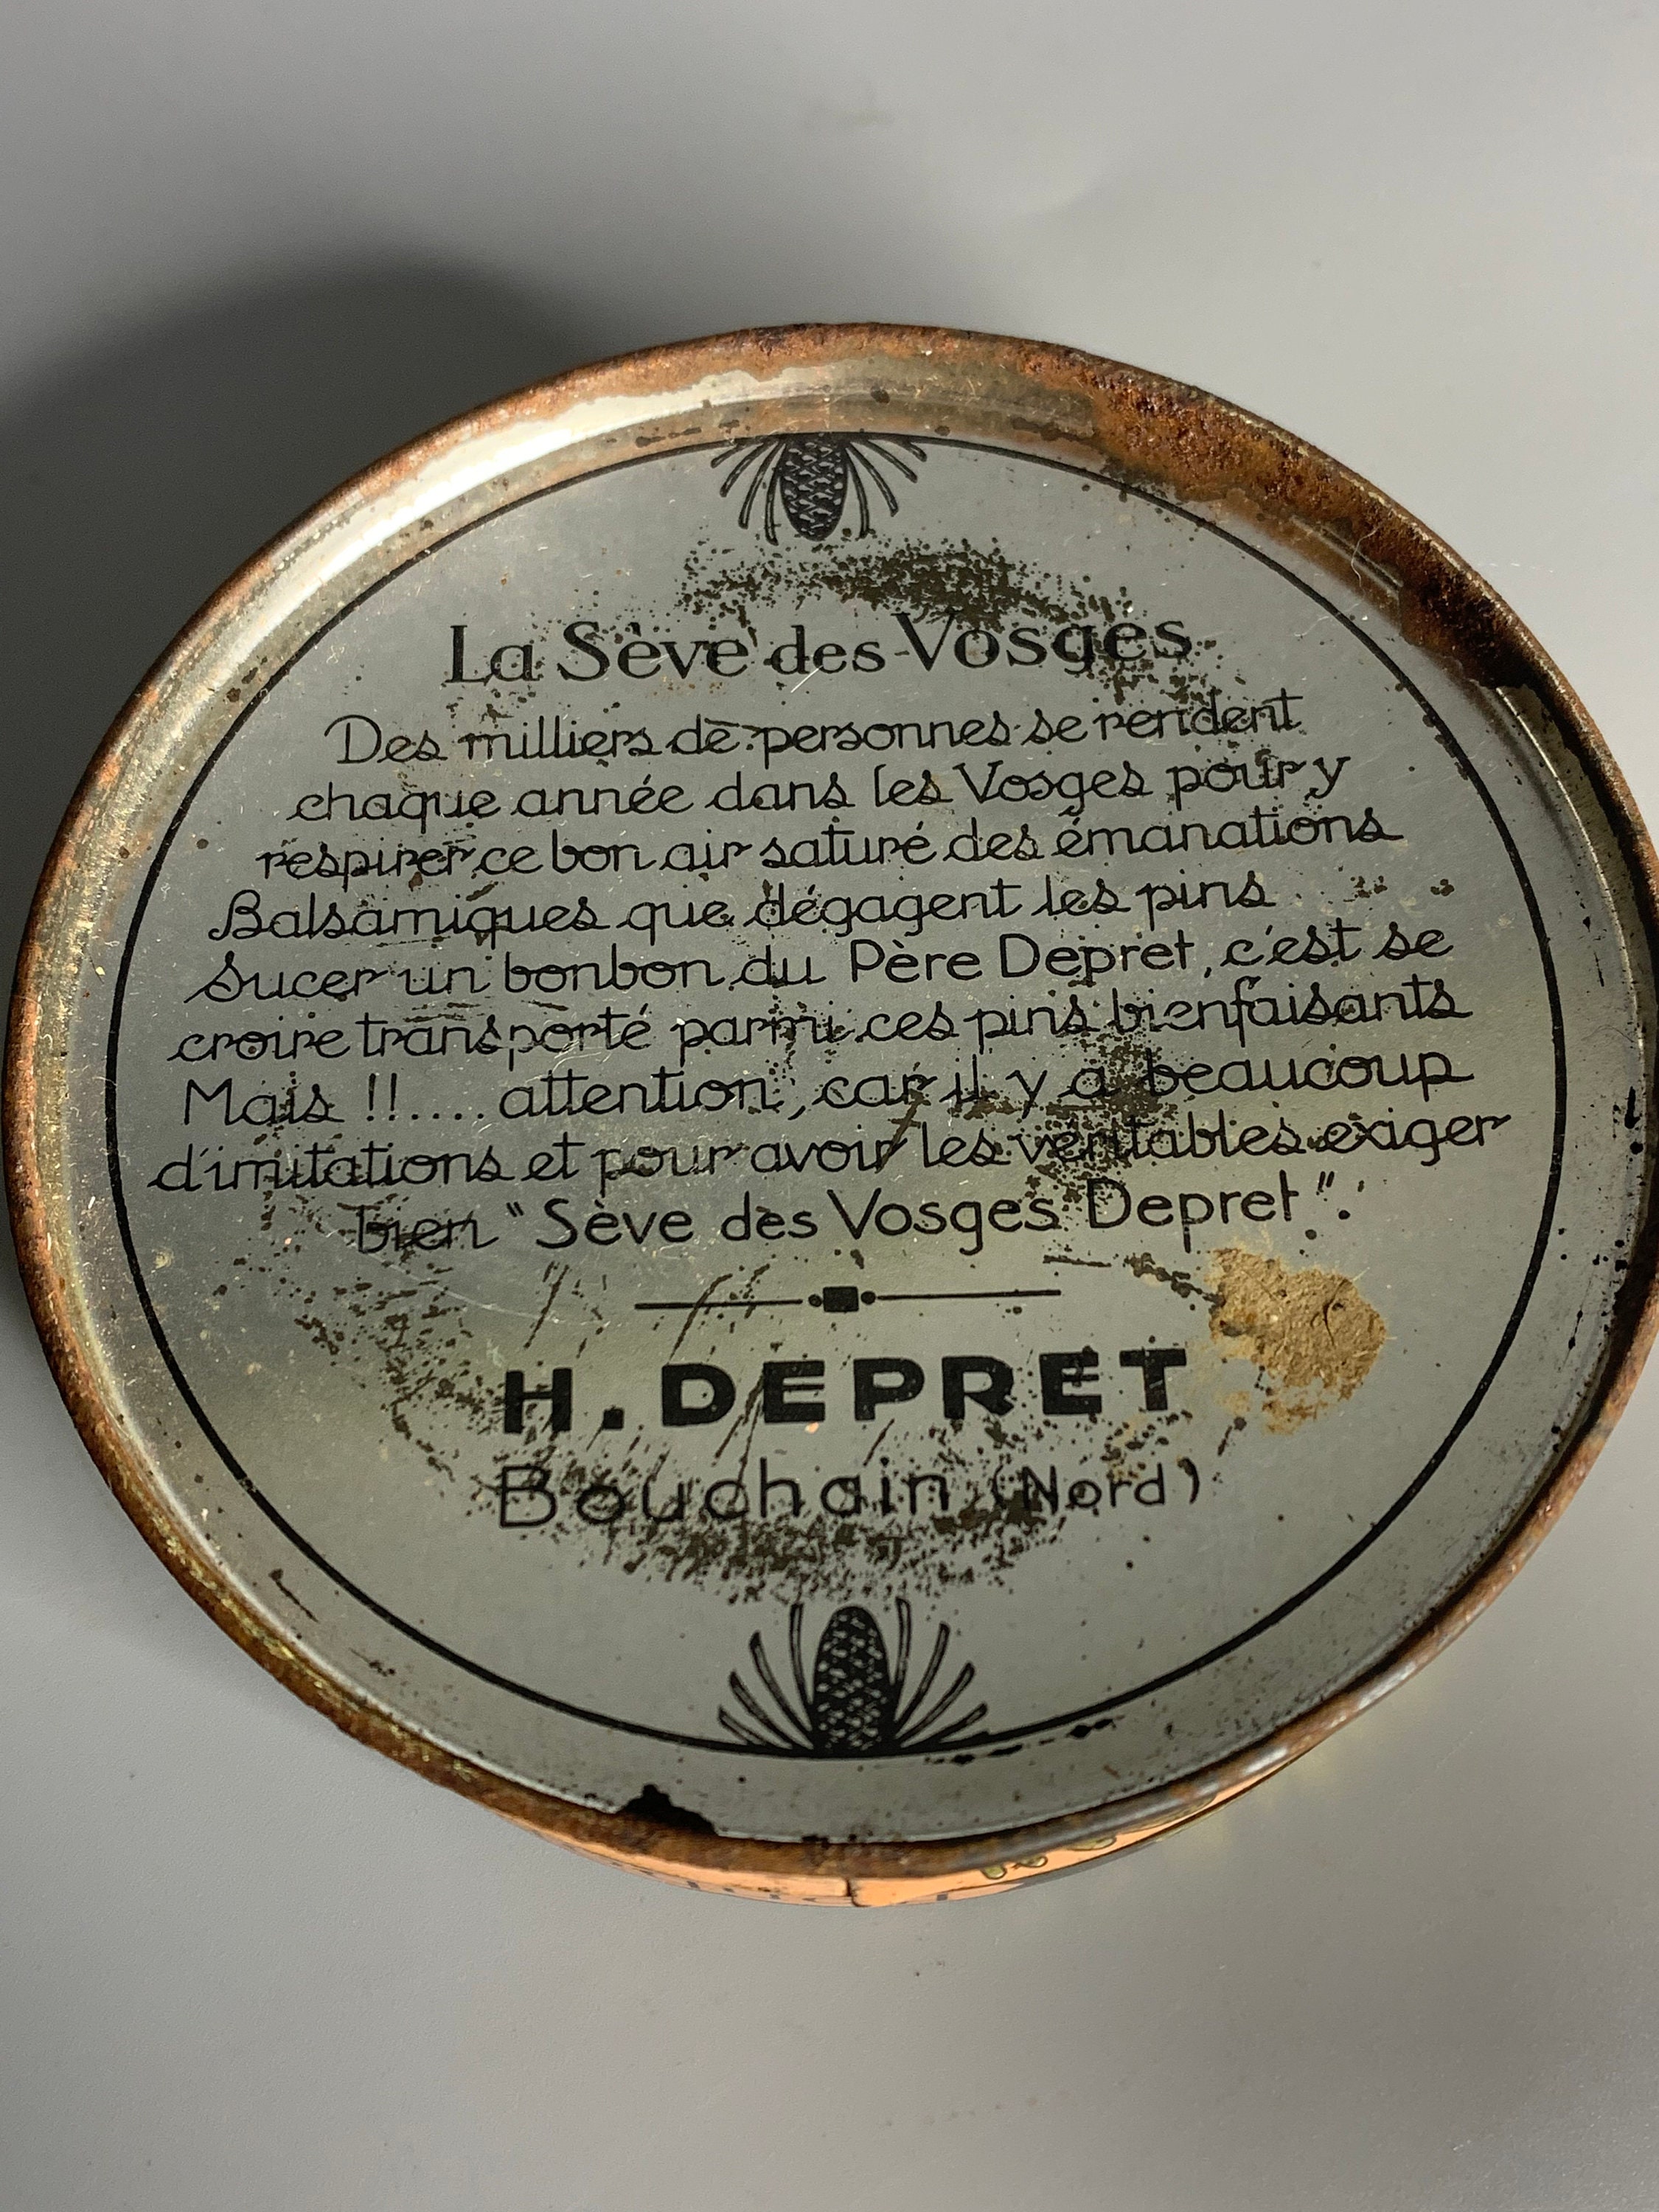 La Sève des Vosges
Des milliers de personnes se rendent
chaque année dans les Vosges pour y
respirer ce bon air saturé des émanations
Balsamiques que dégagent les pins
Sucer un bonbon du Père Depret, c'est se
croire transporté parmi ces pins bienfaisants
Mais !!.... attention, car il y a beaucoup
d'imitations et pour avoir les véritables exiger
bien "Sève des Vosges Depret".
H. DEPRET
Bouchain (Nord)